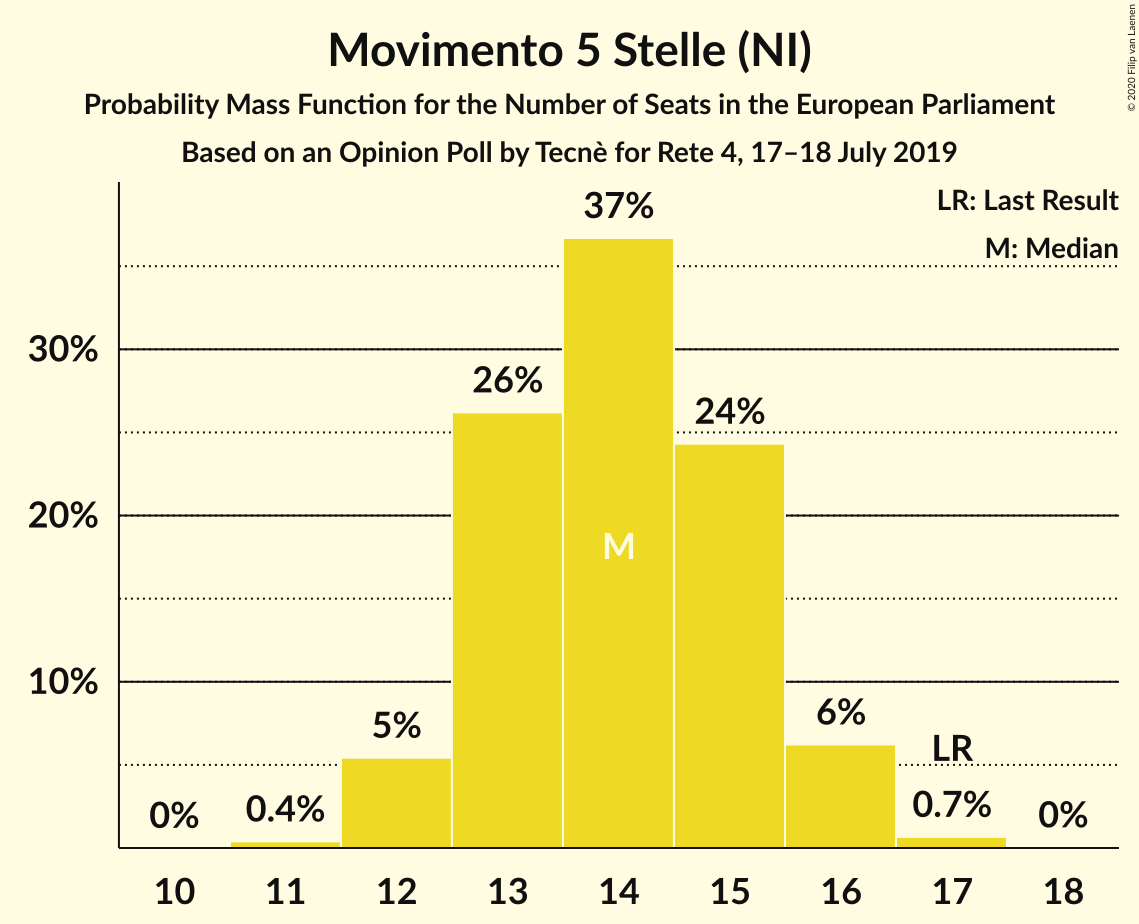 Movimento 5 Stelle (NI)
Probability Mass Function for the Number of Seats in the European Parliament
Based on an Opinion Poll by Tecnè for Rete 4, 17–18 July 2019
© 2020 Filip van Laenen
LR: Last Result
M: Median
37%
30%
26%
24%
20%
M
10%
6%
5%
LR
0.7%
0.4%
0%
0%
10 11 12 13 14 15 16 17 18